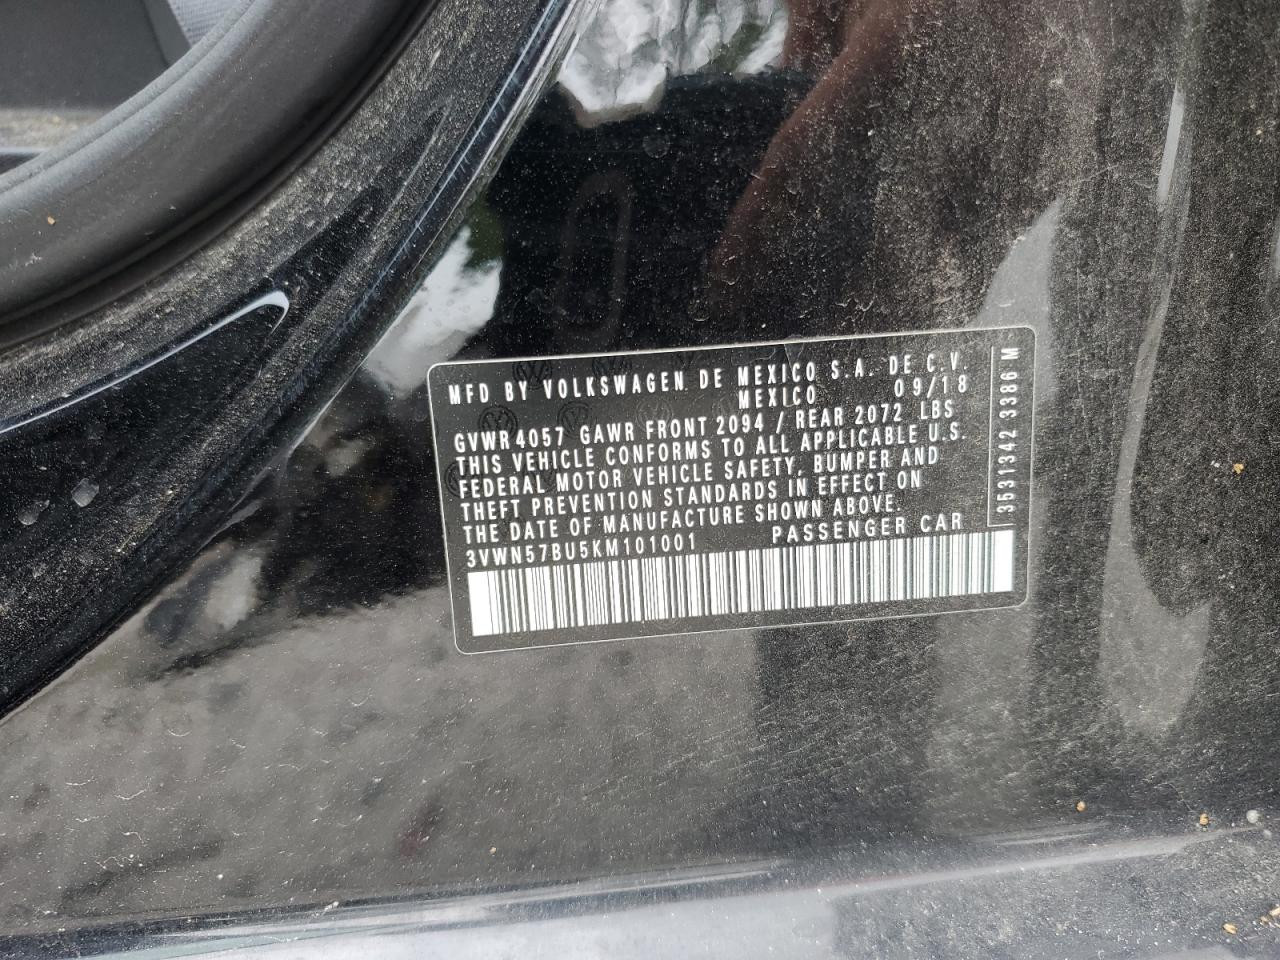 MFD BY VOLKSWAGEN DE MEXICO S.A. DE C.V.
MEXICO 09/18
GVWR 4057 GAWR FRONT 2094 / REAR 2072 LBS
THIS VEHICLE CONFORMS TO ALL APPLICABLE U.S.
FEDERAL MOTOR VEHICLE SAFETY, BUMPER AND
THEFT PREVENTION STANDARDS IN EFFECT ON
THE DATE OF MANUFACTURE SHOWN ABOVE.
3VWN57BU5KM101001 PASSENGER CAR
3531342 3386 M